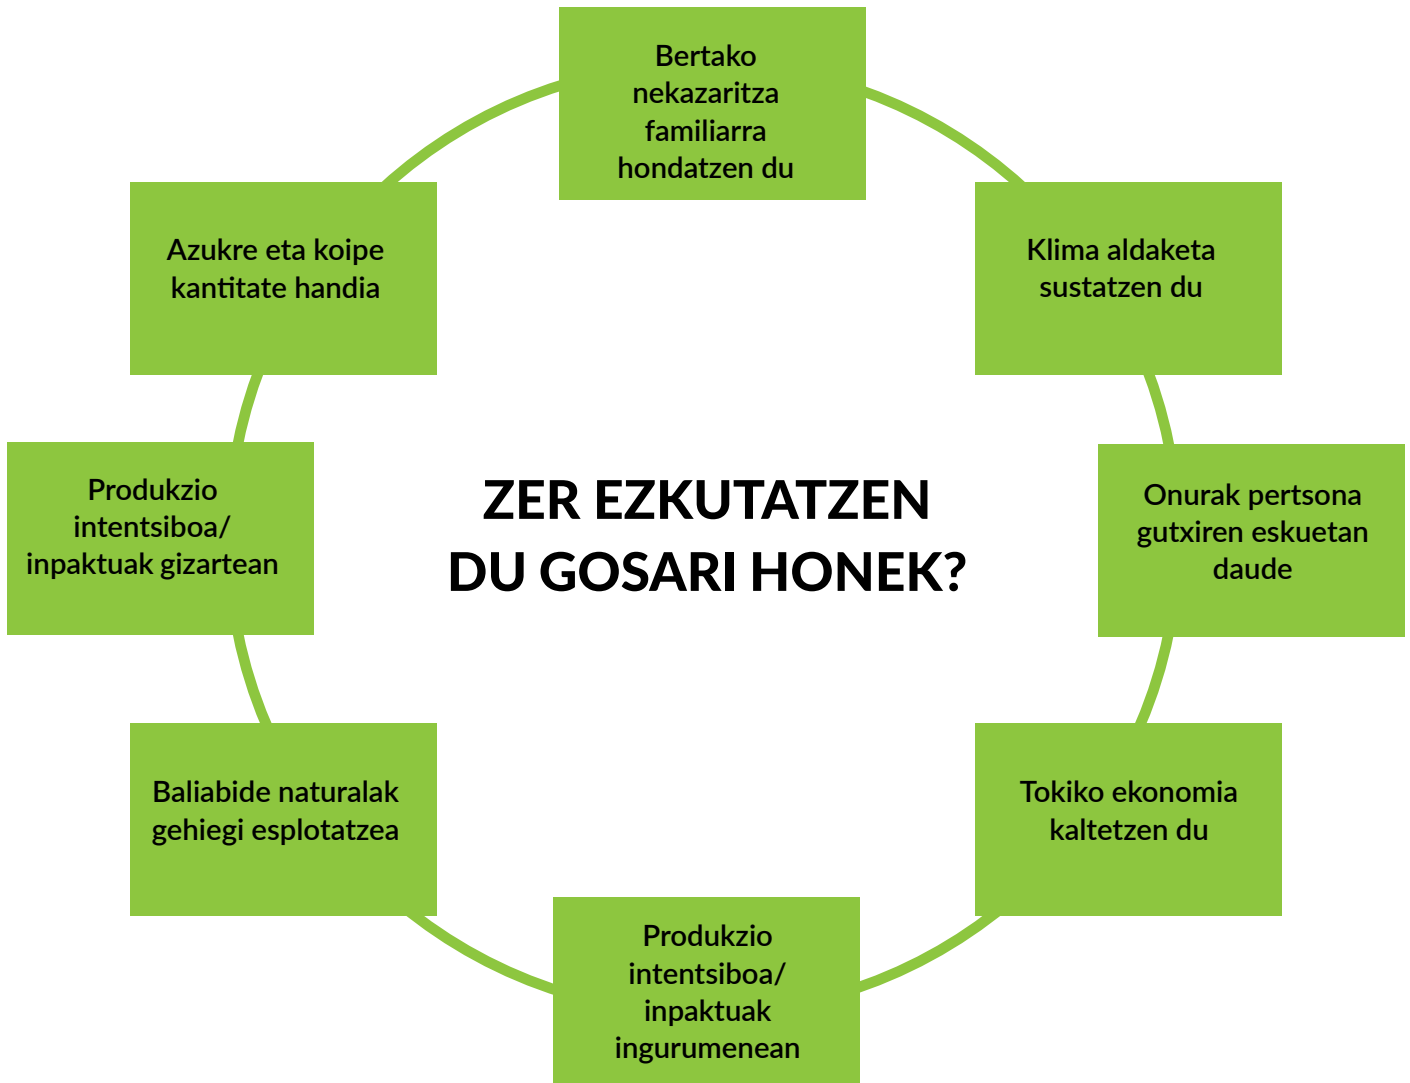 Bertako
nekazaritza
familiarra
hondatzen du
Azukre eta koipe
kantitate handia
Klima aldaketa
sustatzen du
Produkzio
intentsiboa/
inpaktuak gizartean
ZER EZKUTATZEN
DU GOSARI HONEK?
Onurak pertsona
gutxiren eskuetan
daude
Baliabide naturalak
gehiegi esplotatzea
Tokiko ekonomia
kaltetzen du
Produkzio
intentsiboa/
inpaktuak
ingurumenean